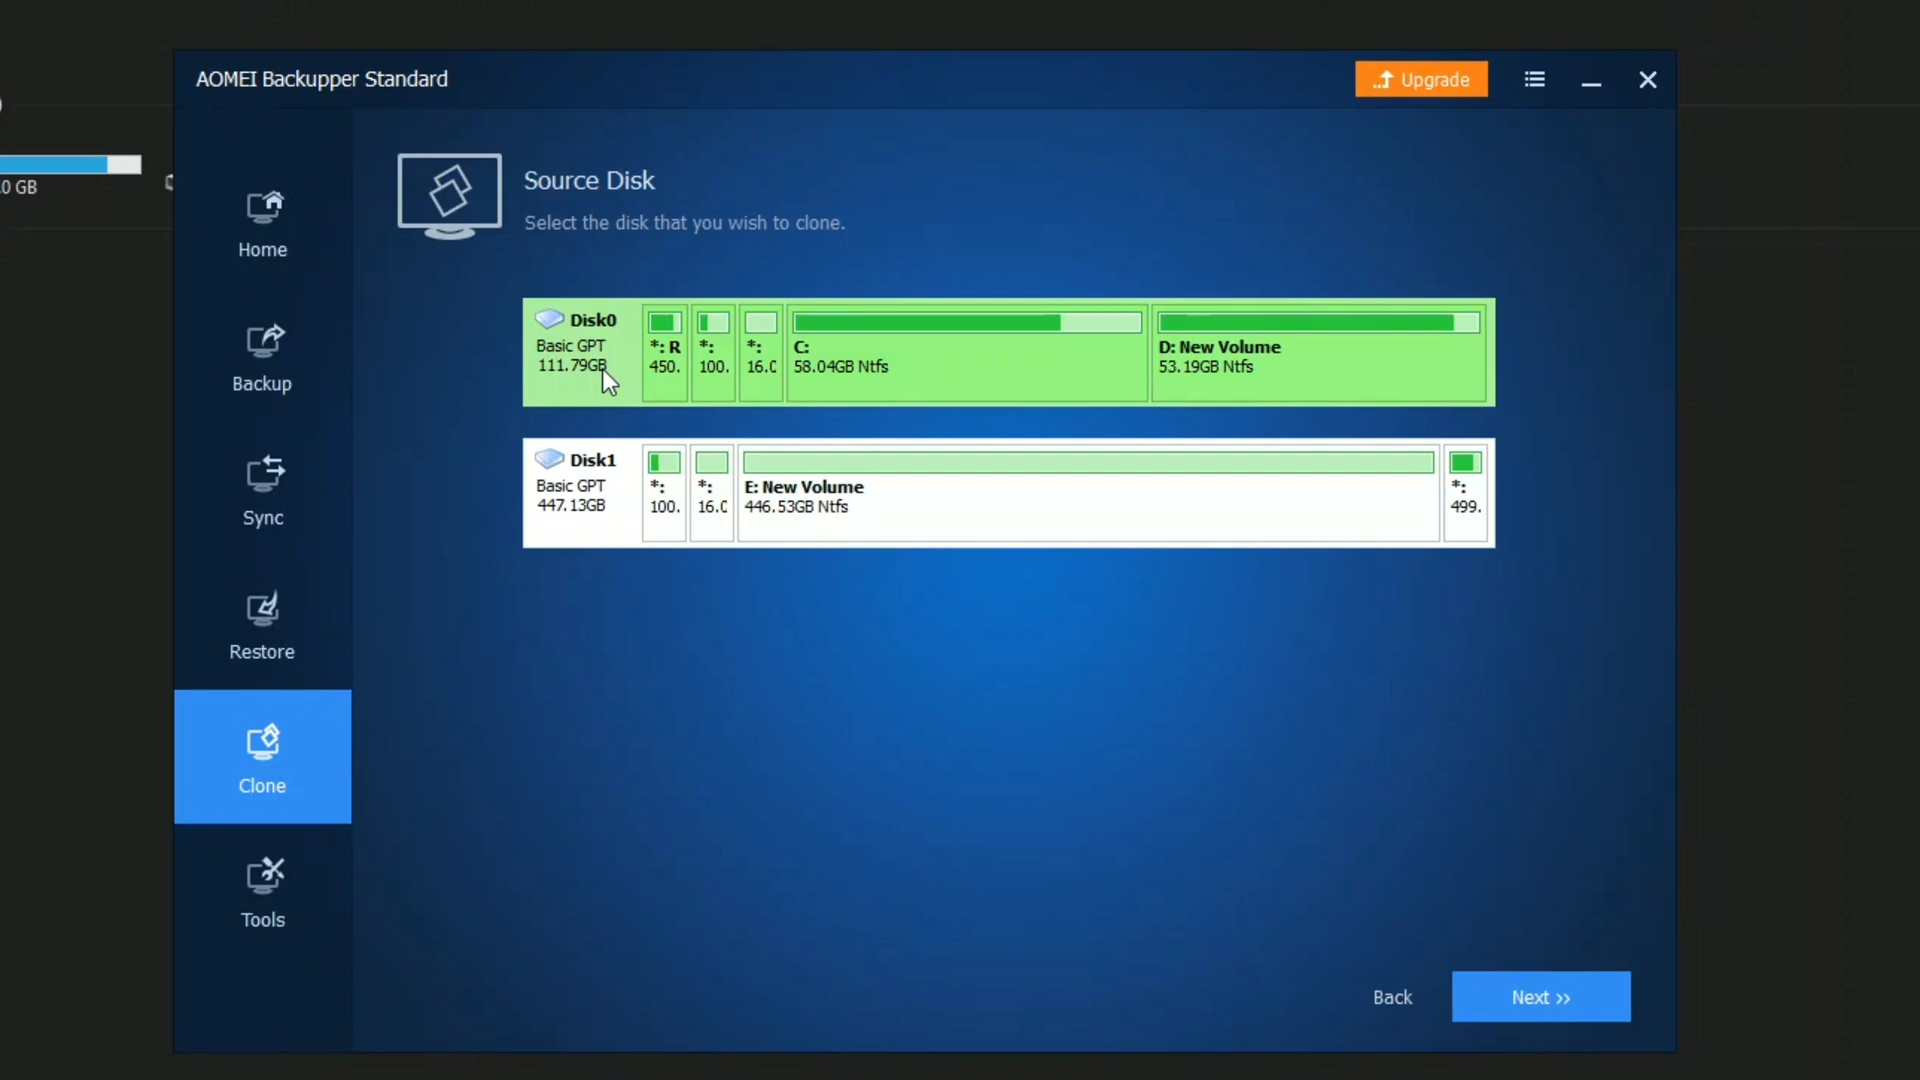 AOMEI Backupper Standard
Upgrade
.0 GB
Home
Backup
Sync
Restore
Clone
Tools
Source Disk
Select the disk that you wish to clone.
Disk0
Basic GPT
111.79GB
*: R
450.
*:
100.
*:
16.0
C:
58.04GB Ntfs
D: New Volume
53.19GB Ntfs
Disk1
Basic GPT
447.13GB
*:
100.
*:
16.0
E: New Volume
446.53GB Ntfs
*:
499.
Back
Next >>